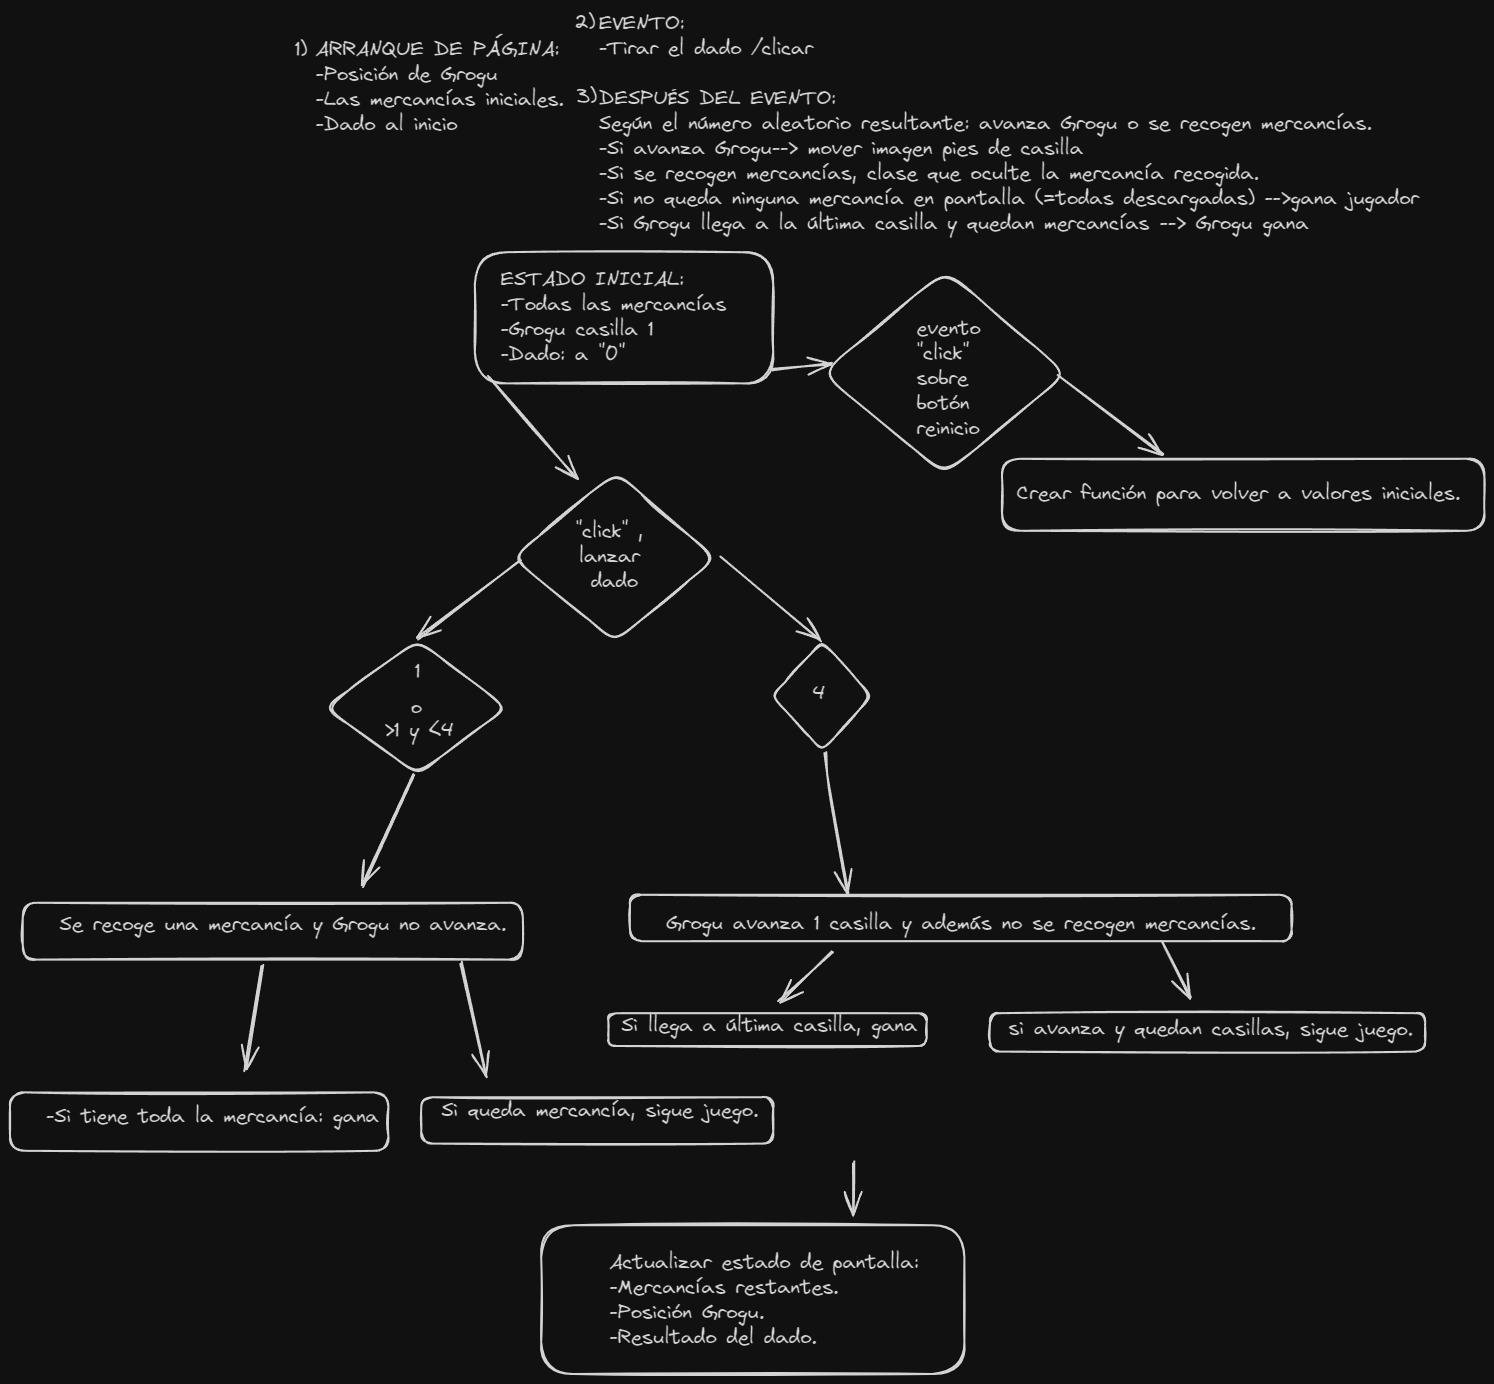 1) ARRANQUE DE PÁGINA:
-Posición de Grogu
-Las mercancías iniciales.
-Dado al inicio
2) EVENTO:
-Tirar el dado /clicar
3) DESPUÉS DEL EVENTO:
Según el número aleatorio resultante: avanza Grogu o se recogen mercancías.
-Si avanza Grogu--> mover imagen pies de casilla
-Si se recogen mercancías, clase que oculte la mercancía recogida.
-Si no queda ninguna mercancía en pantalla (=todas descargadas) -->gana jugador
-Si Grogu llega a la última casilla y quedan mercancías --> Grogu gana
ESTADO INICIAL:
-Todas las mercancías
-Grogu casilla 1
-Dado: a "0"
evento
"click"
sobre
botón
reinicio
Crear función para volver a valores iniciales.
"click" ,
lanzar
dado
1
o
>1 y <4
4
Se recoge una mercancía y Grogu no avanza.
Grogu avanza 1 casilla y además no se recogen mercancías.
Si llega a última casilla, gana
si avanza y quedan casillas, sigue juego.
-Si tiene toda la mercancía: gana
Si queda mercancía, sigue juego.
Actualizar estado de pantalla:
-Mercancías restantes.
-Posición Grogu.
-Resultado del dado.